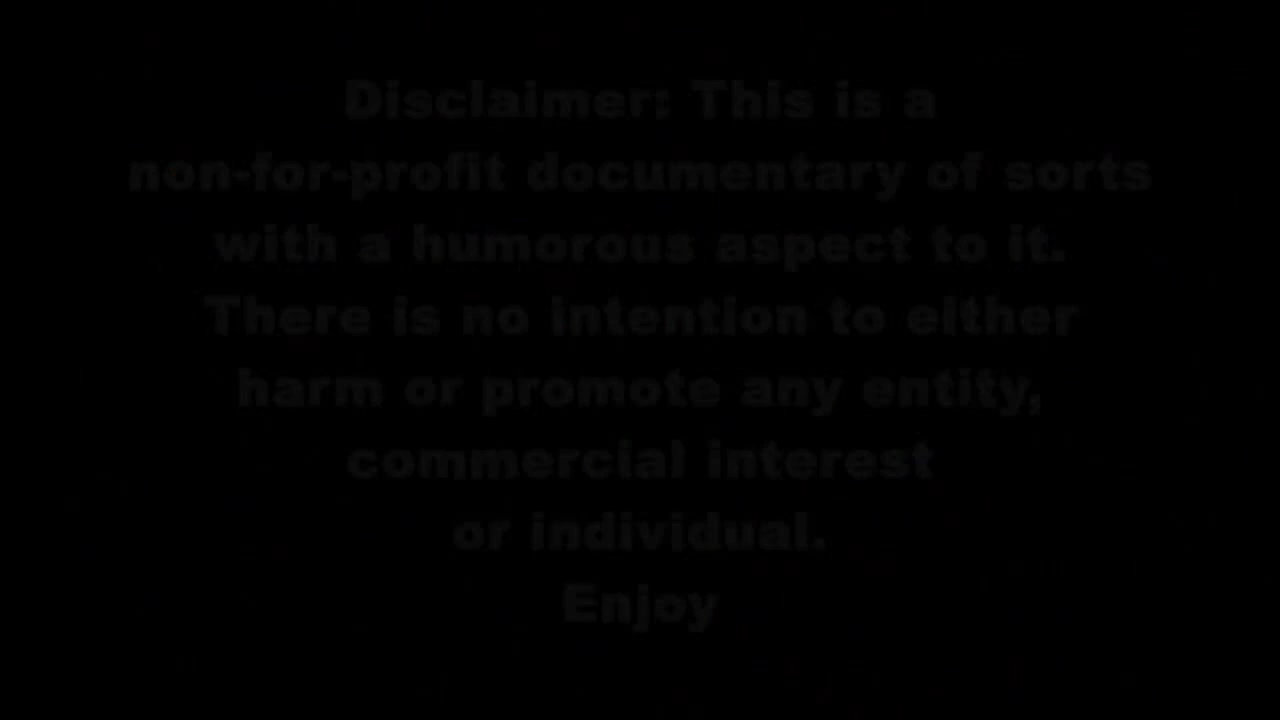 Disclaimer: This is a
non-for-profit documentary of sorts
with a humorous aspect to it.
There is no intention to either
harm or promote any entity,
commercial interest
or individual.
Enjoy